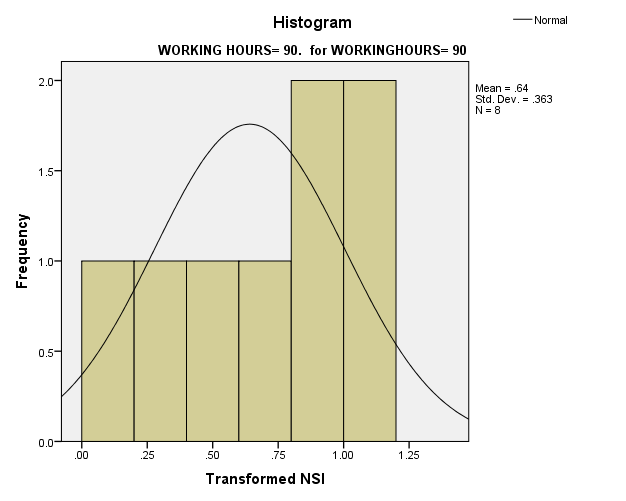 Histogram
Normal
WORKING HOURS= 90.  for WORKINGHOURS= 90
Mean = .64
Std. Dev. = .363
N = 8
Frequency
2.0
1.5
1.0
0.5
0.0
.00 .25 .50 .75 1.00 1.25
Transformed NSI